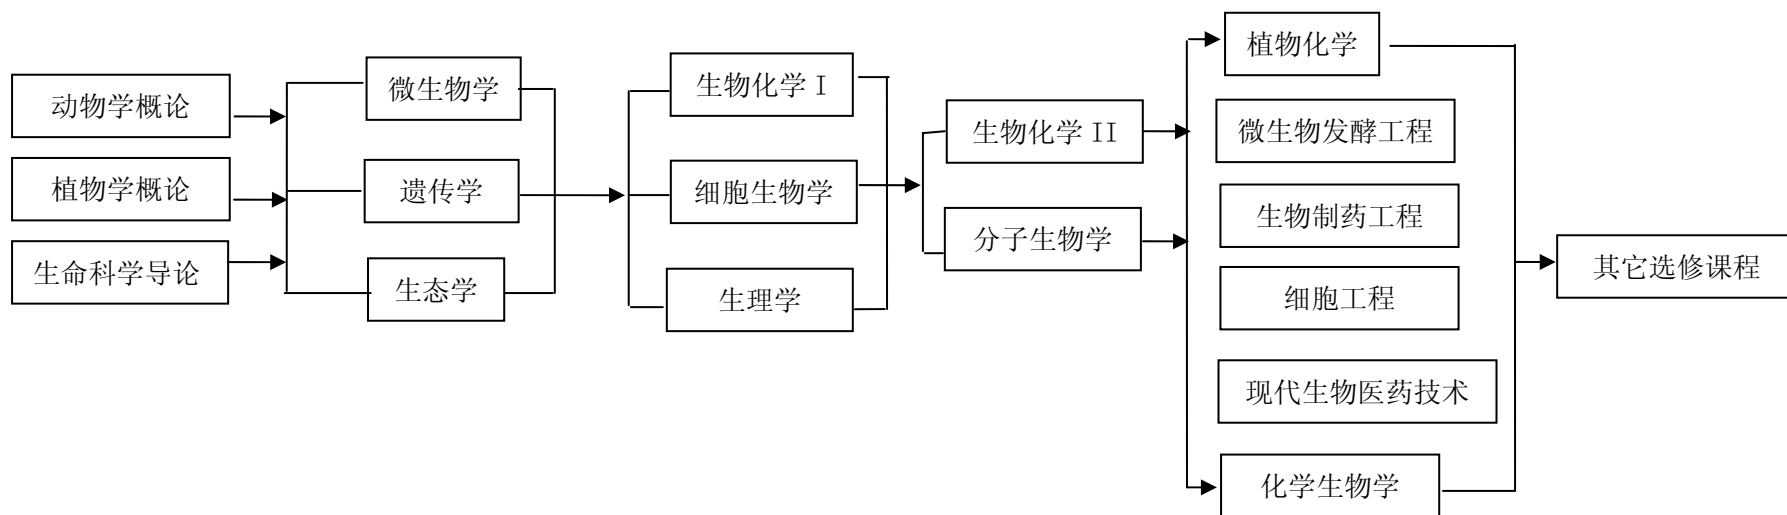 动物学概论
植物学概论
生命科学导论
微生物学
遗传学
生态学
生物化学 I
细胞生物学
生理学
生物化学 II
分子生物学
植物化学
微生物发酵工程
生物制药工程
细胞工程
现代生物医药技术
化学生物学
其它选修课程